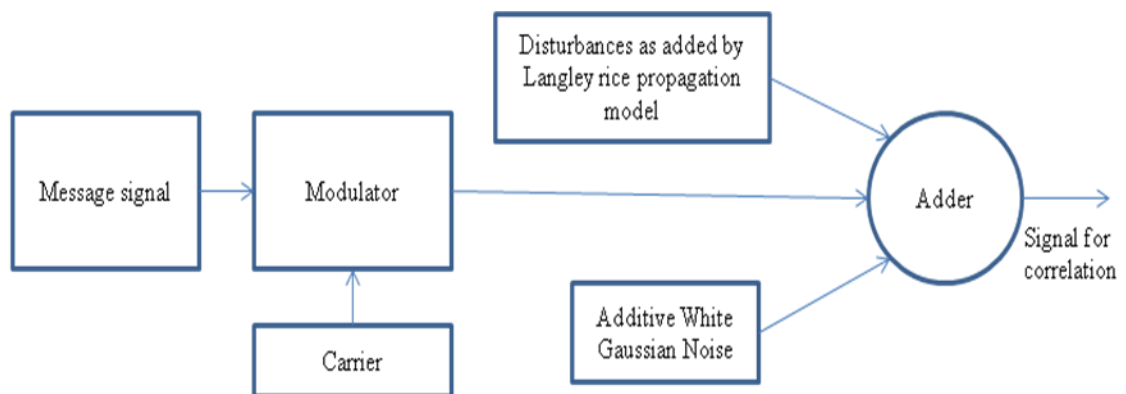 Disturbances as added by
Langley rice propagation
model
Message signal
Modulator
Adder
Signal for
correlation
Additive White
Gaussian Noise
Carrier